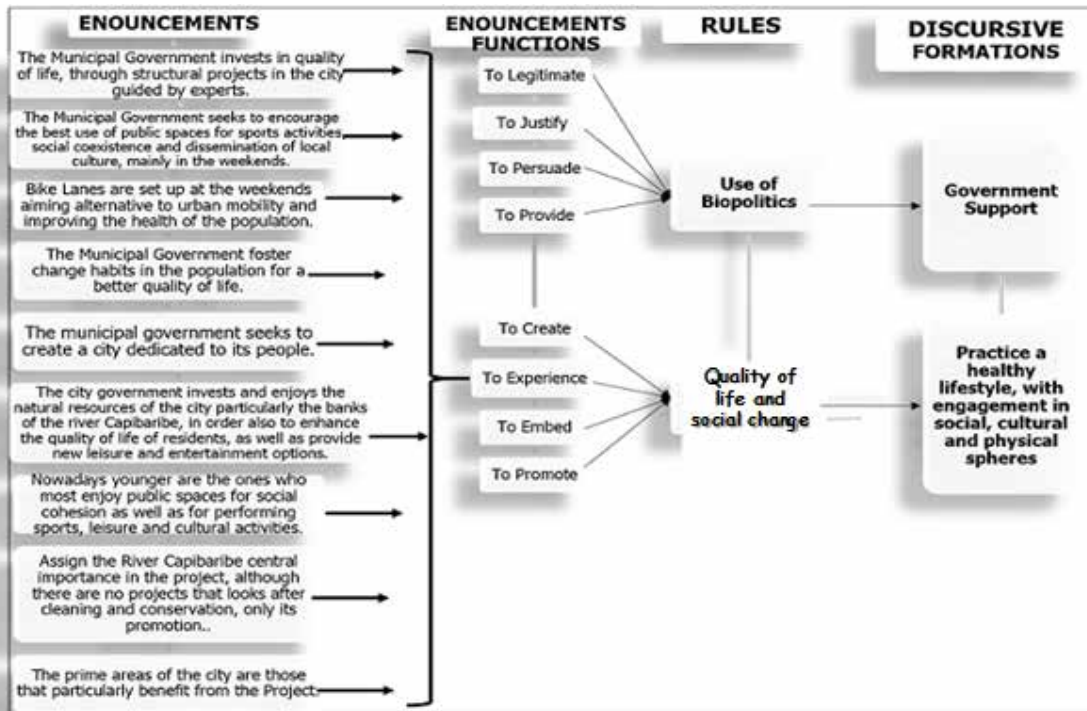 ENOUNCEMENTS
The Municipal Government invests in quality
of life, through structural projects in the city
guided by experts.
The Municipal Government seeks to encourage
the best use of public spaces for sports activities,
social coexistence and dissemination of local
culture, mainly in the weekends.
Bike Lanes are set up at the weekends
aiming alternative to urban mobility and
improving the health of the population.
The Municipal Government foster
change habits in the population for a
better quality of life.
The municipal government seeks to
create a city dedicated to its people.
The city government invests and enjoys the
natural resources of the city particularly the banks
of the river Capibaribe, in order also to enhance
the quality of life of residents, as well as provide
new leisure and entertainment options.
Nowadays younger are the ones who
most enjoy public spaces for social
cohesion as well as for performing
sports, leisure and cultural activities.
Assign the River Capibaribe central
importance in the project, although
there are no projects that looks after
cleaning and conservation, only its
promotion..
The prime areas of the city are those
that particularly benefit from the Project.
ENOUNCEMENTS
FUNCTIONS
To Legitimate
To Justify
To Persuade
To Provide
To Create
To Experience
To Embed
To Promote
RULES
Use of
Biopolitics
Quality of
life and
social change
DISCURSIVE
FORMATIONS
Government
Support
Practice a
healthy
lifestyle, with
engagement in
social, cultural
and physical
spheres